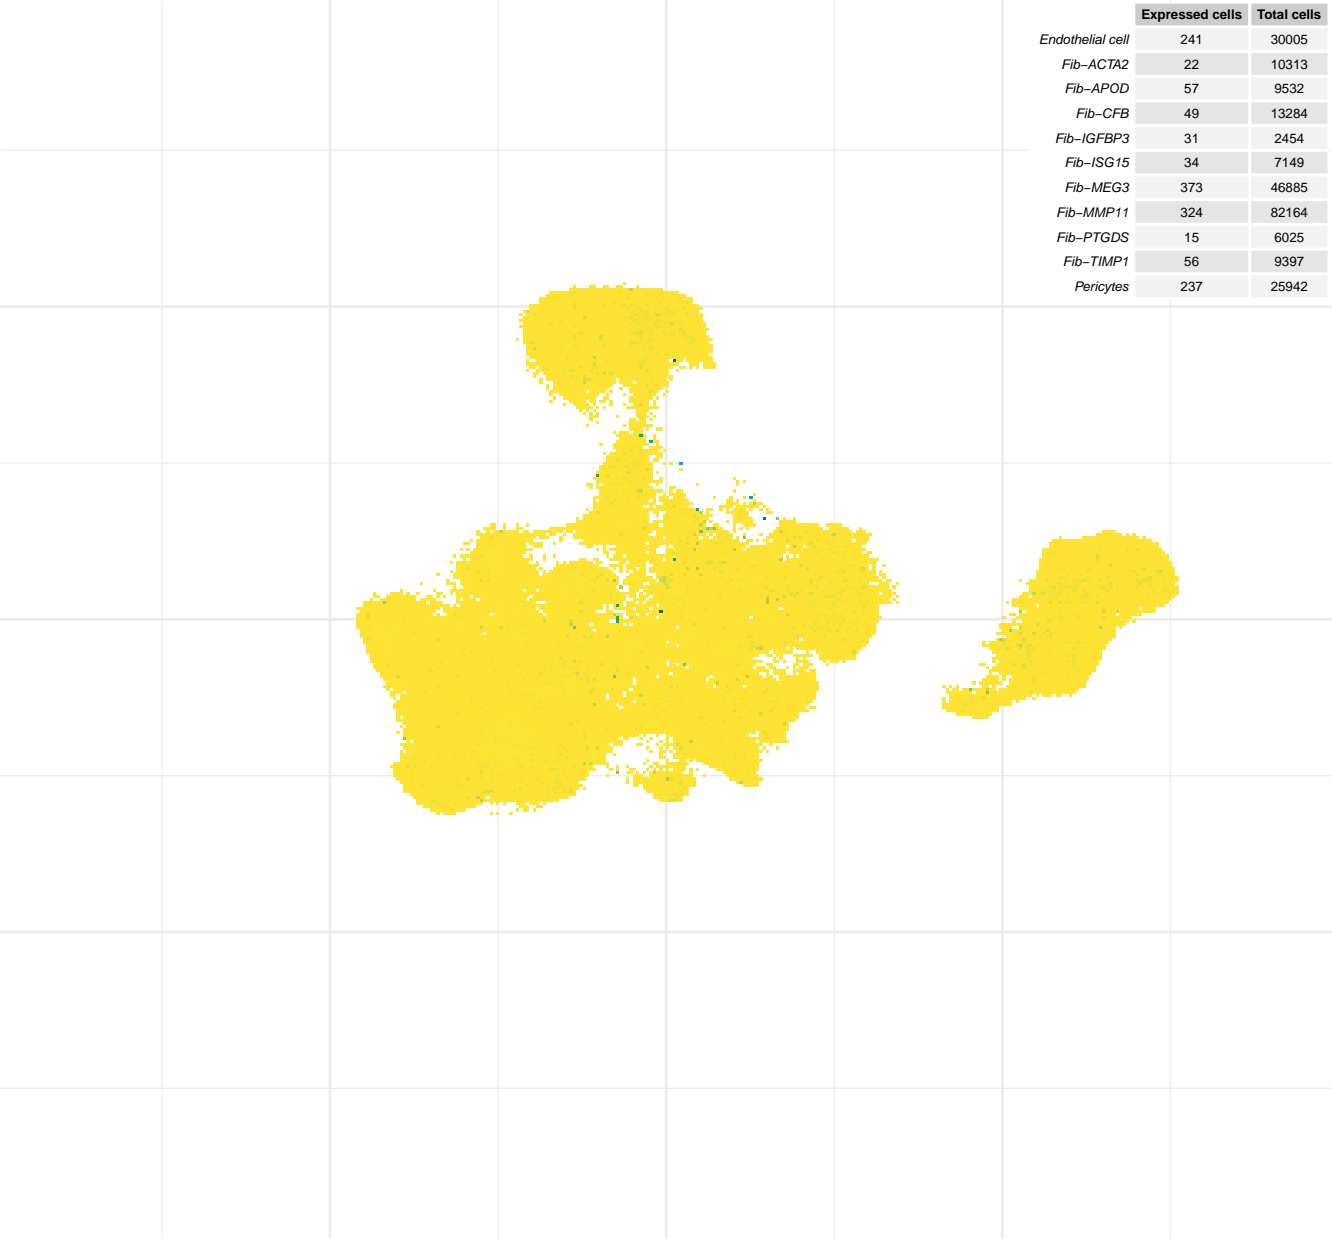 Expressed cells Total cells
Endothelial cell 241 30005
Fib−ACTA2 22 10313
Fib−APOD 57 9532
Fib−CFB 49 13284
Fib−IGFBP3 31 2454
Fib−ISG15 34 7149
Fib−MEG3 373 46885
Fib−MMP11 324 82164
Fib−PTGDS 15 6025
Fib−TIMP1 56 9397
Pericytes 237 25942